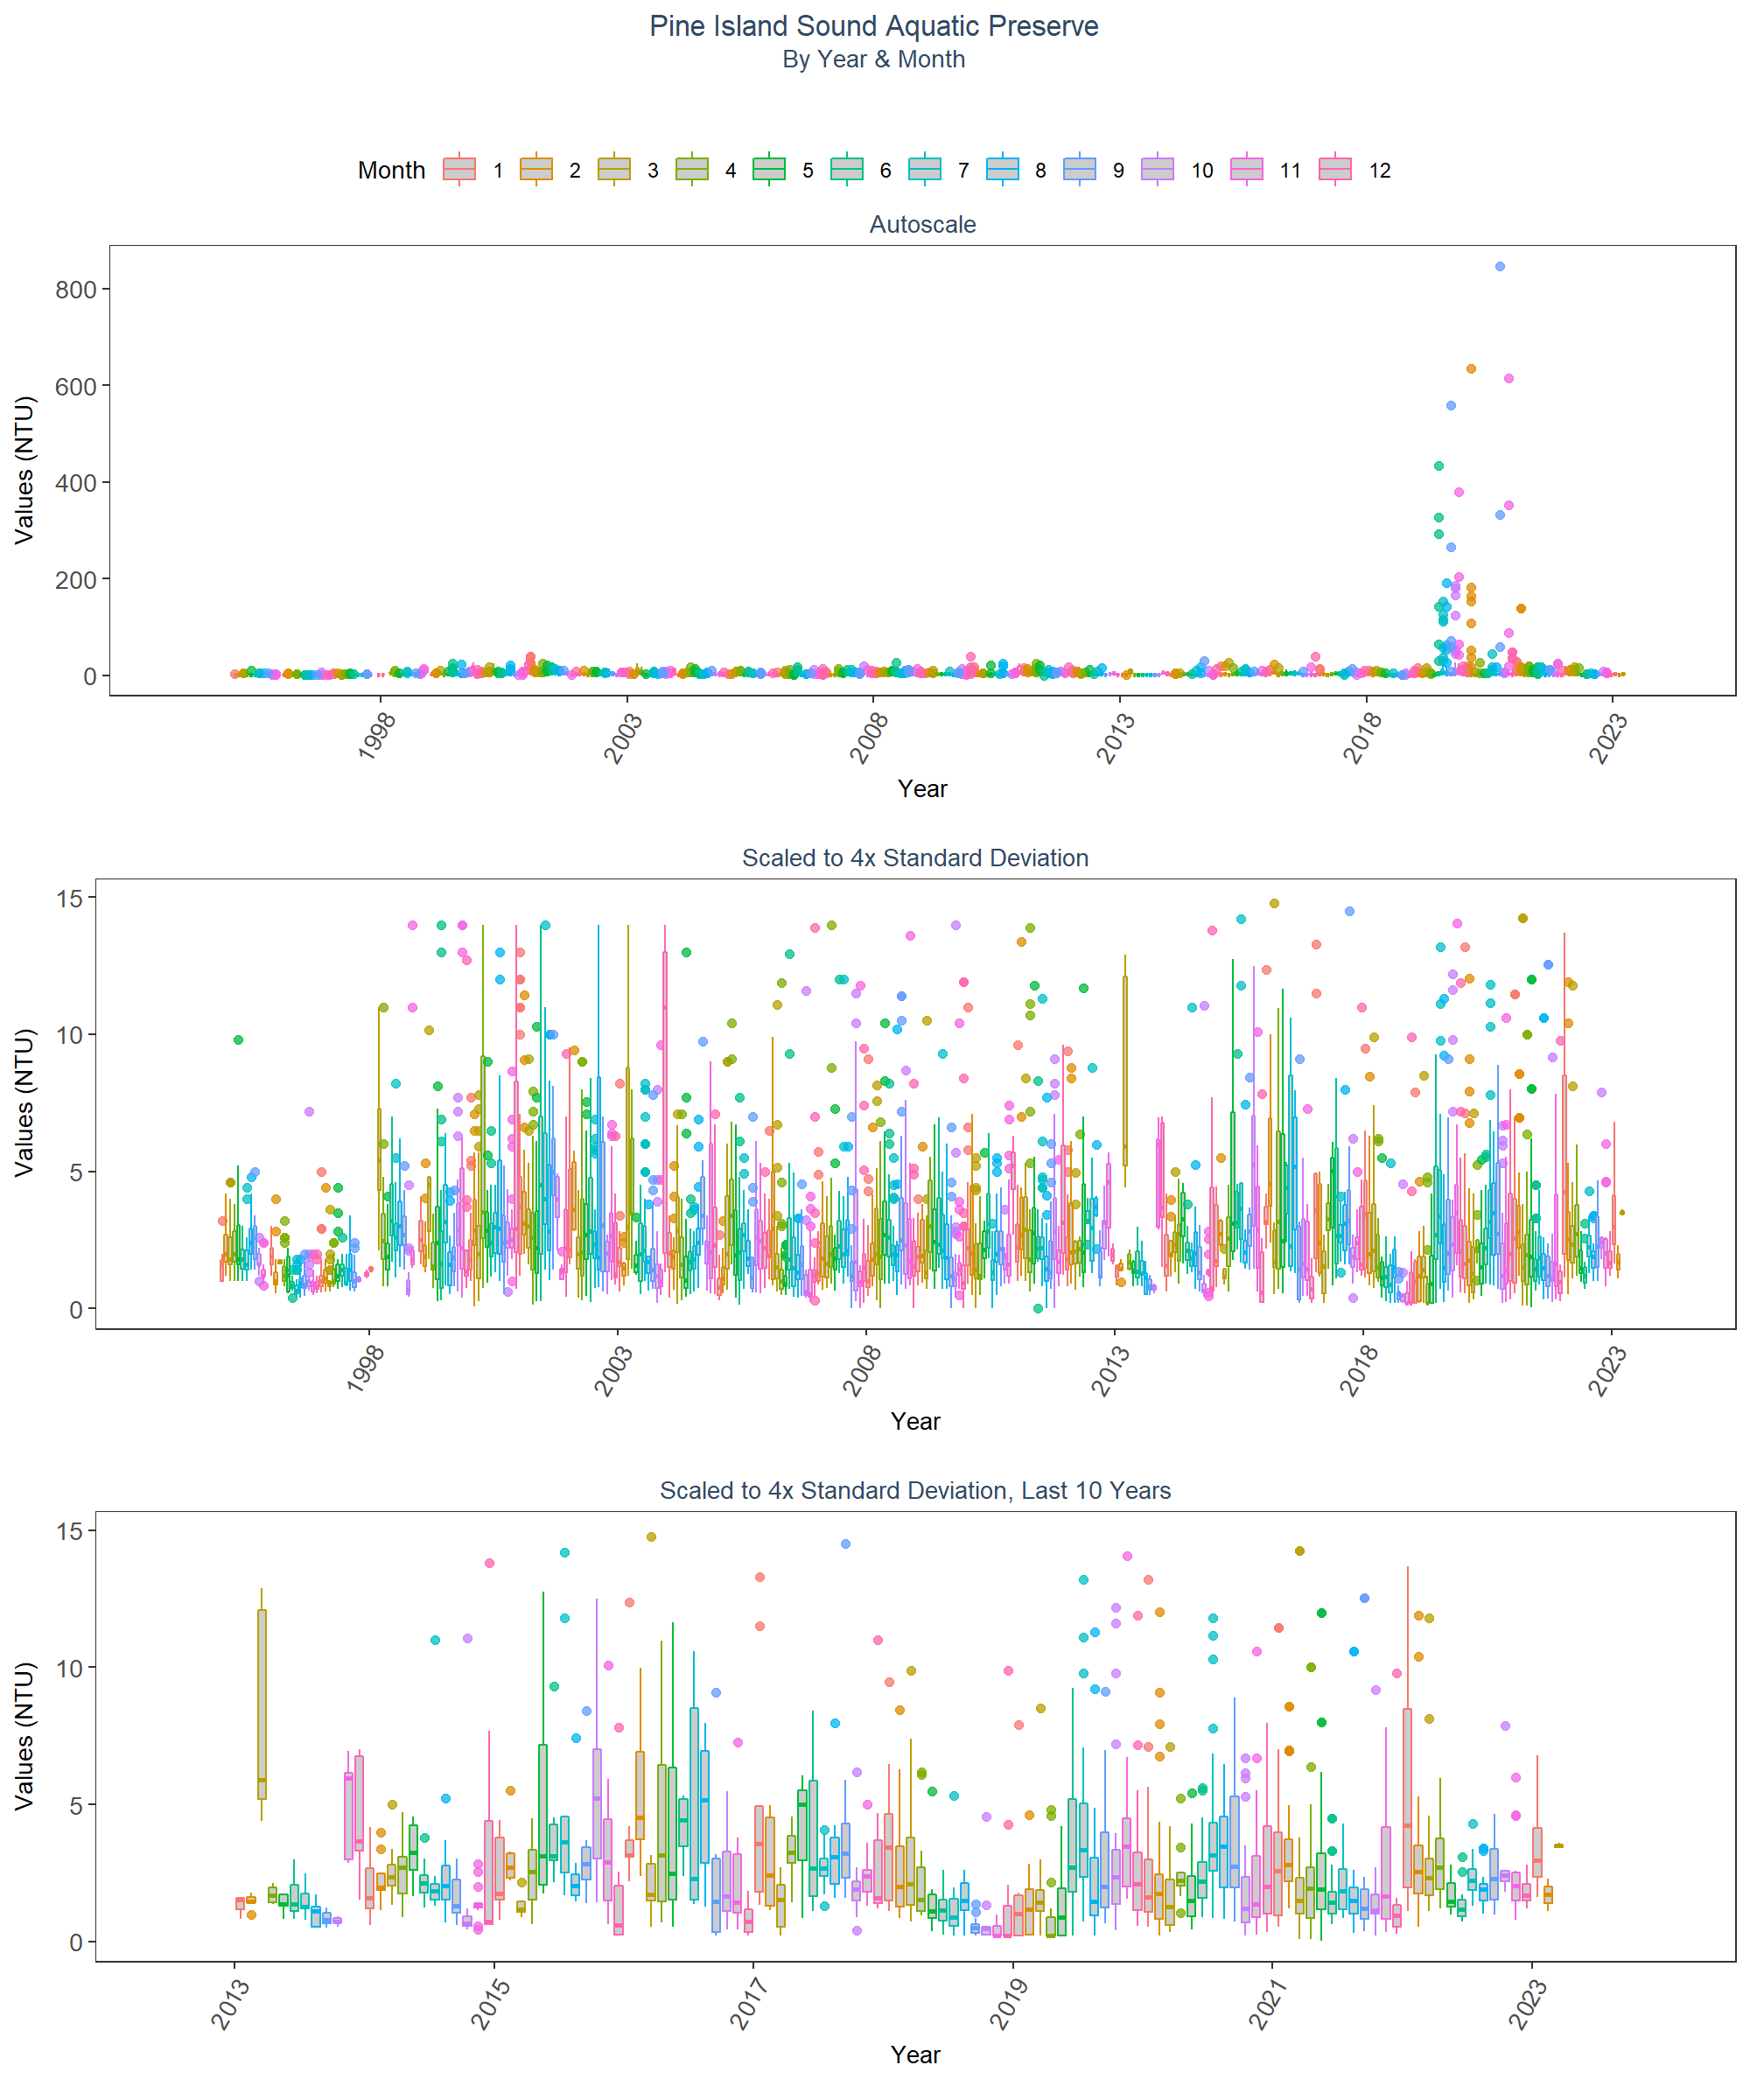 Pine Island Sound Aquatic Preserve
By Year & Month
Month 1 2 3 4 5 6 7 8 9 10 11 12
Autoscale
Values (NTU)
800
600
400
200
0
1998 2003 2008 2013 2018 2023
Year
Scaled to 4x Standard Deviation
Values (NTU)
15
10
5
0
1998 2003 2008 2013 2018 2023
Year
Scaled to 4x Standard Deviation, Last 10 Years
Values (NTU)
15
10
5
0
2013 2015 2017 2019 2021 2023
Year